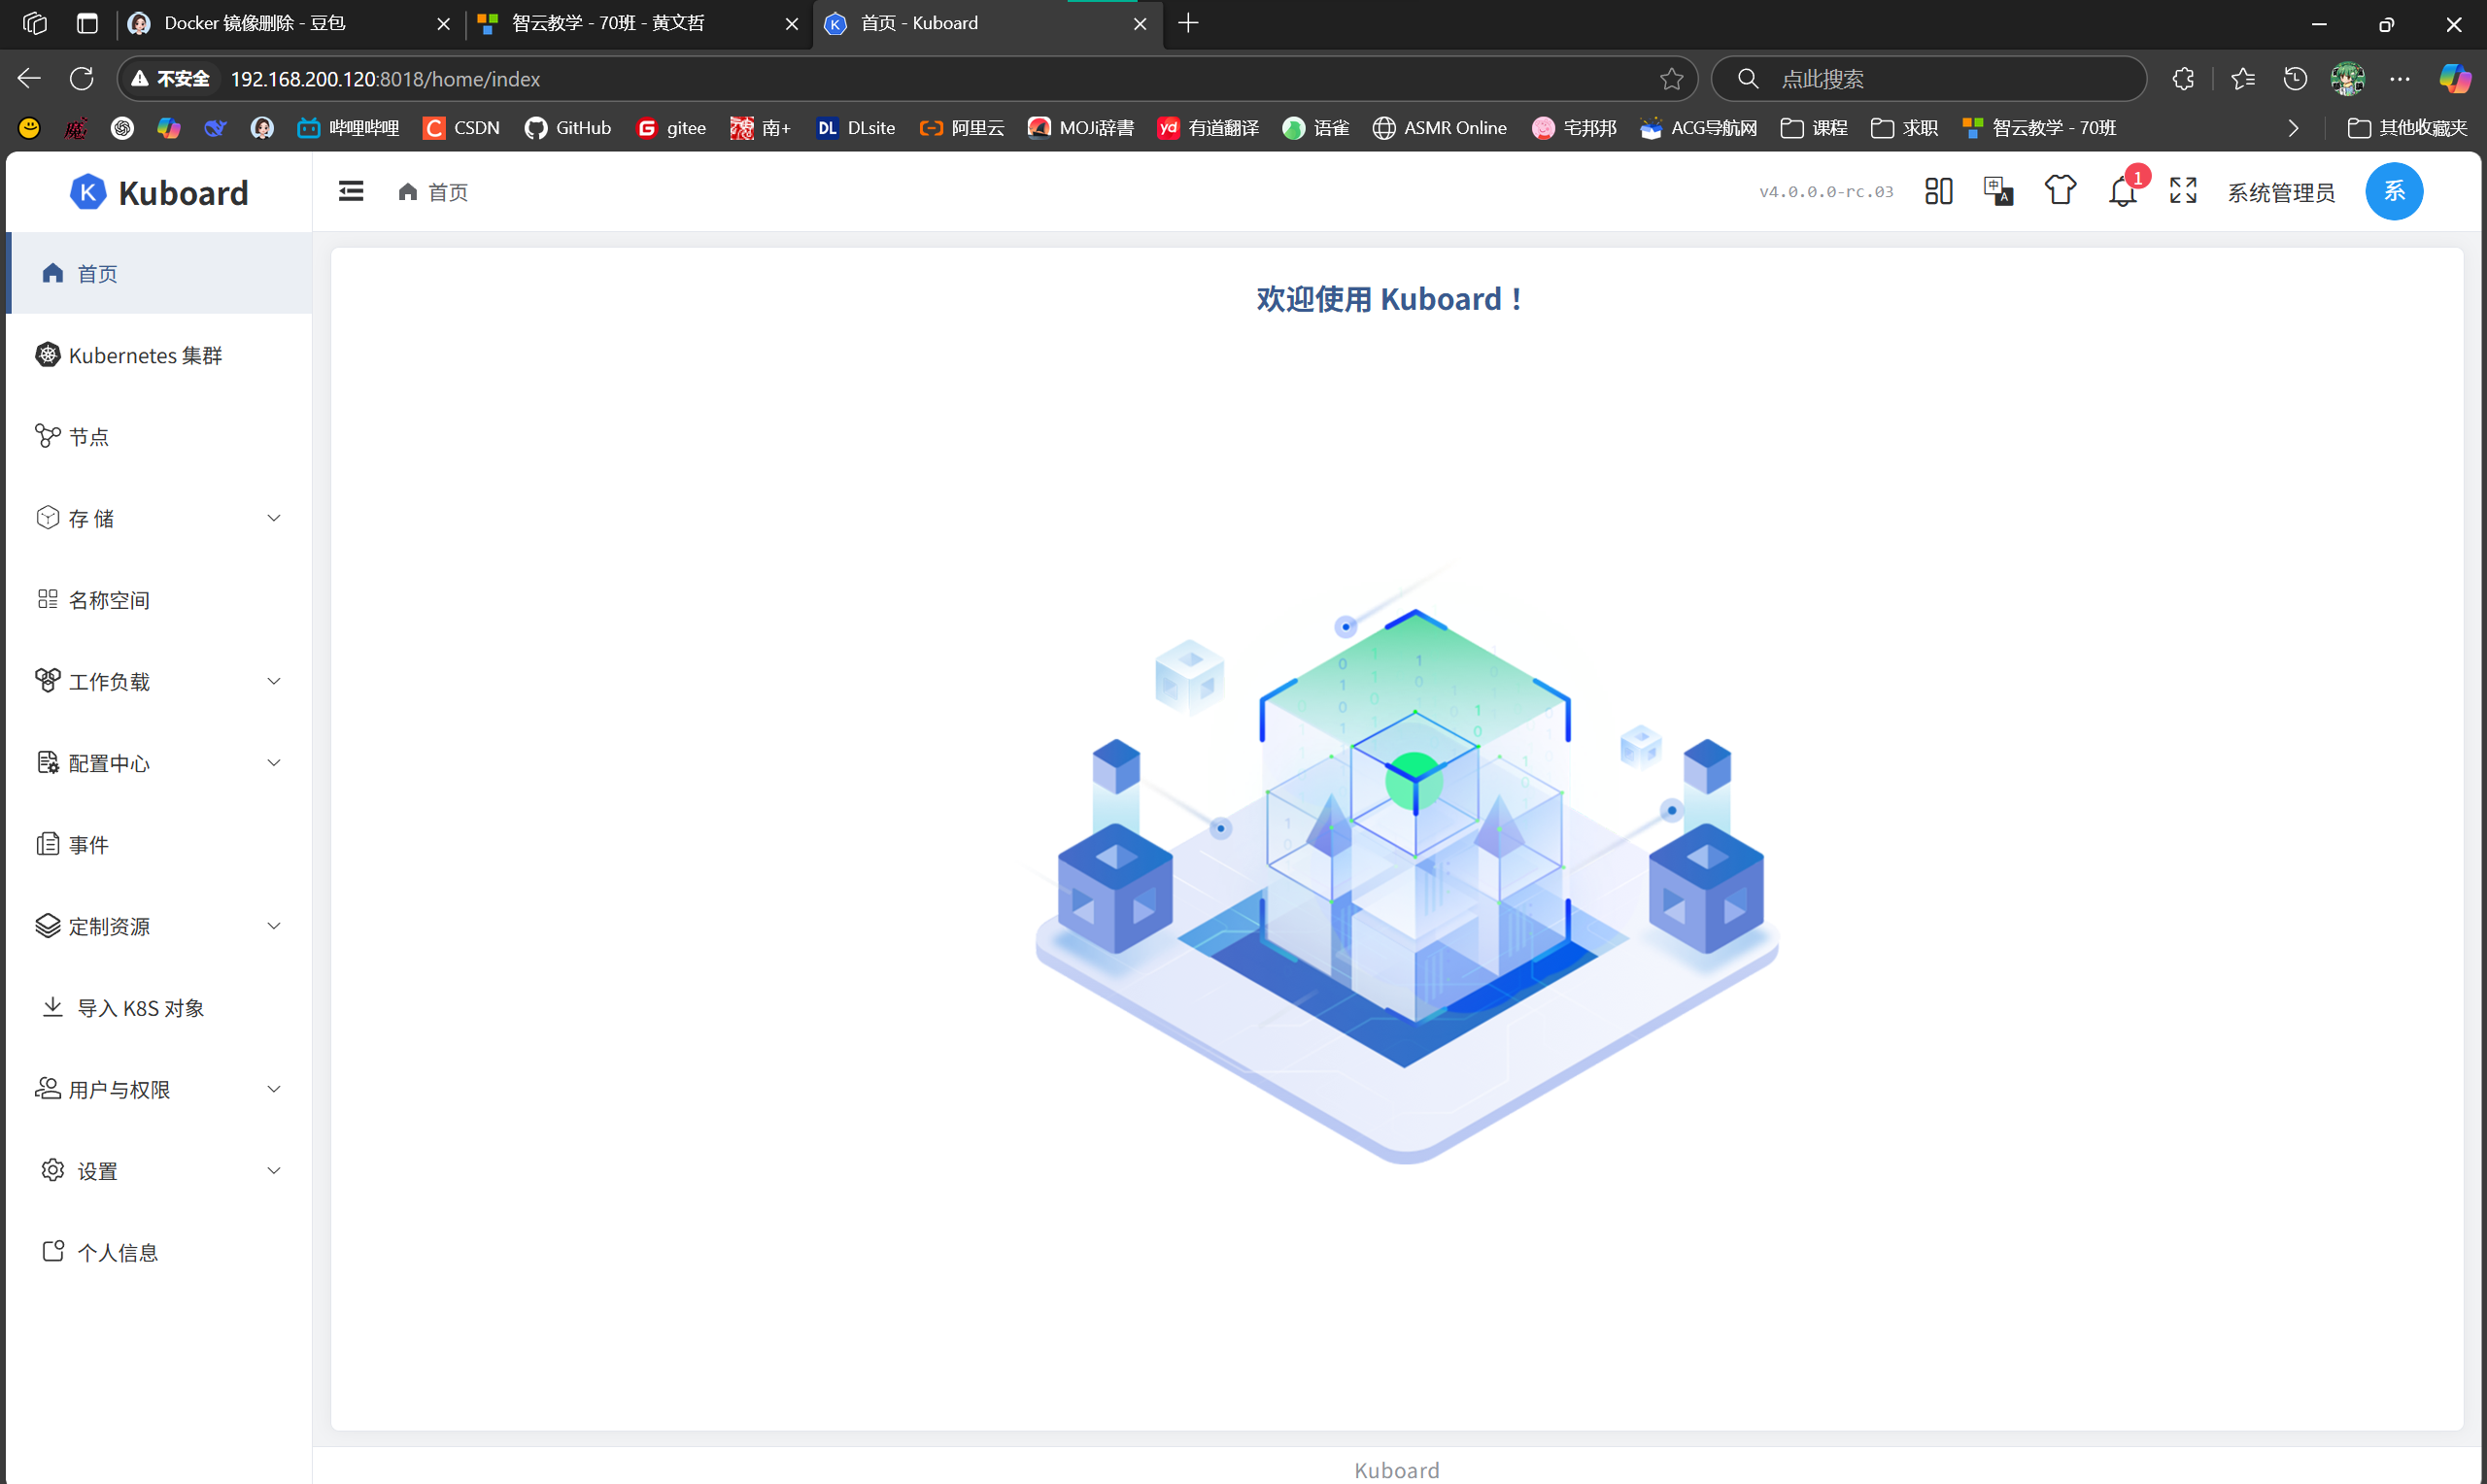 Docker 镜像删除 - 豆包
智云教学 - 70班 - 黄文哲
首页 - Kuboard
不安全 192.168.200.120:8018/home/index
点此搜索
哔哩哔哩 CSDN GitHub gitee 南+ DLsite 阿里云 MOJi辞書 有道翻译 语雀 ASMR Online 宅邦邦 ACG导航网 课程 求职 智云教学 - 70班 其他收藏夹
Kuboard
首页
v4.0.0.0-rc.03
1
系统管理员
系
首页
Kubernetes 集群
节点
存 储
名称空间
工作负载
配置中心
事件
定制资源
导入 K8S 对象
用户与权限
设置
个人信息
欢迎使用 Kuboard！
Kuboard